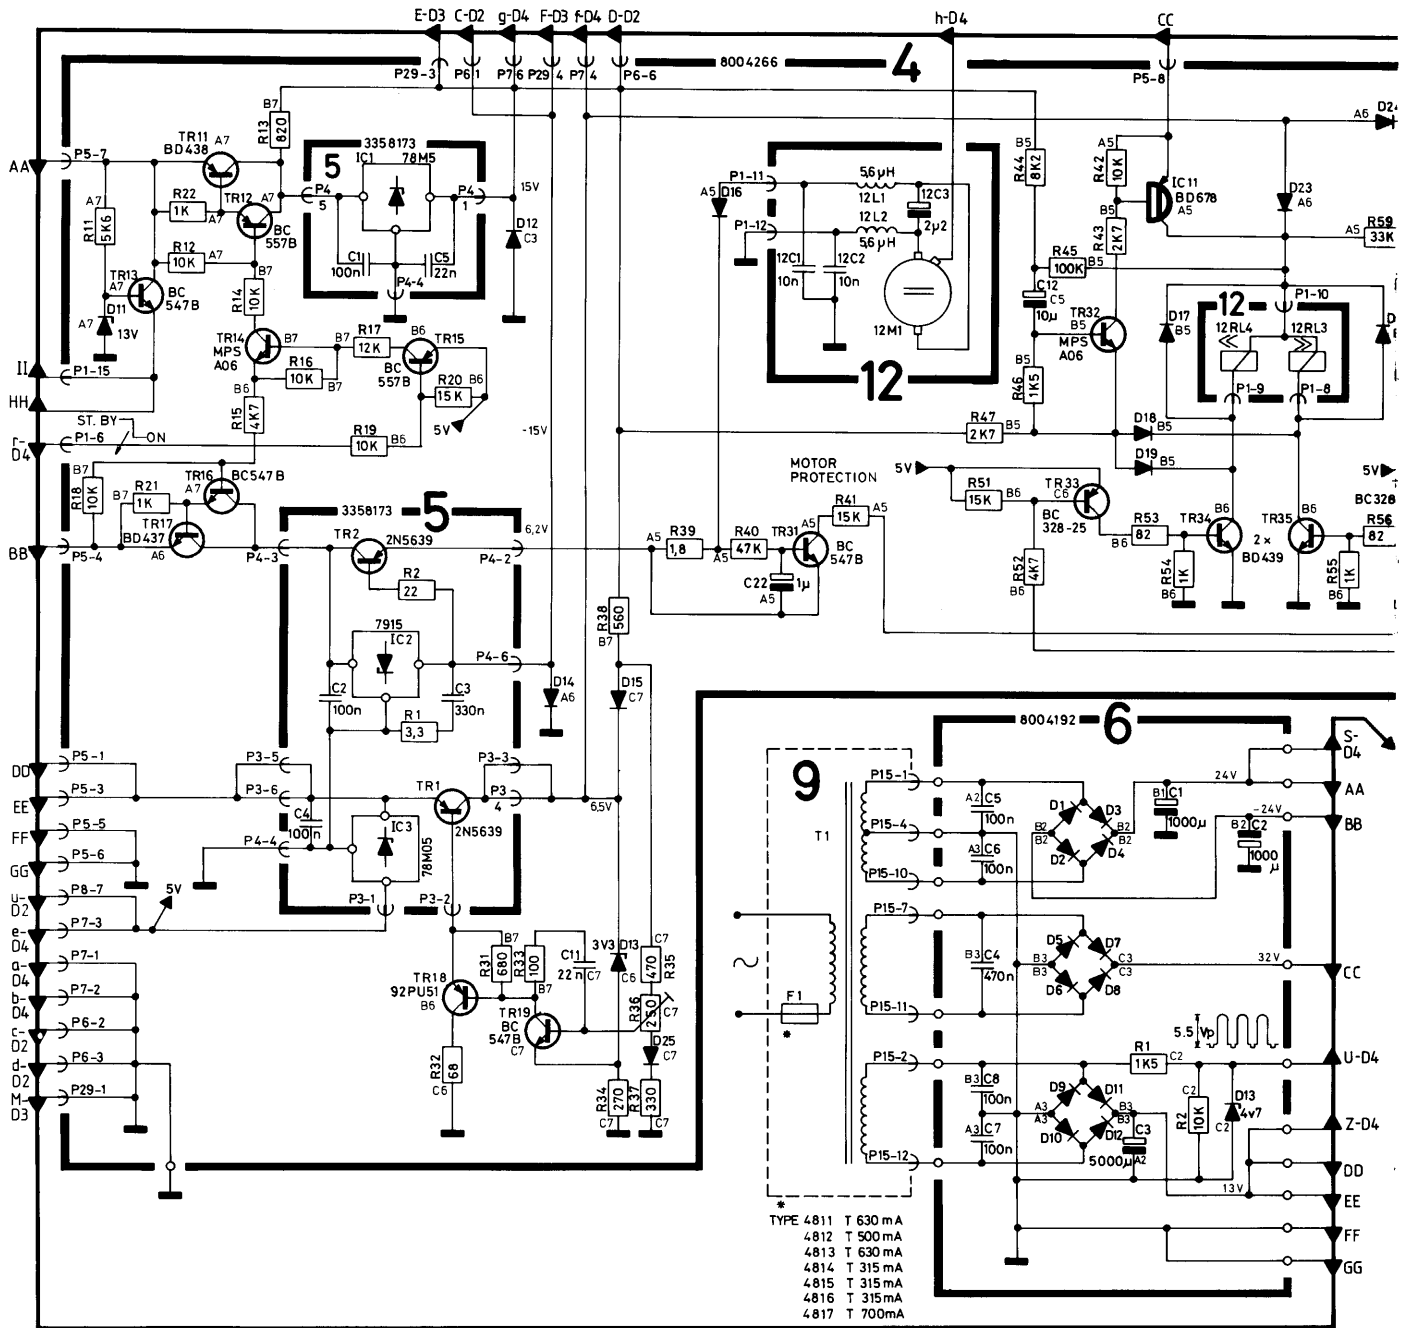 E-D3 C-D2 g-D4 F-D3 f-D4 D-D2 h-D4 CC
P29-3 P6 1 P7 6 P29 4 P7 4 P6-6 8004266 4 P5-8
AA P5-7
R13 820 B7
TR11 BD438 A7
R22 1K A7
TR12 A7 BC 557B
R11 5K6 A7
R12 10K A7
TR13 A7 BC 547B
D11 A7 13V
R14 10K B7
TR14 MPS A06 B7
R16 10K B7
R17 12K B7
TR15 B6 BC 557B
R20 15K B6
5V
R15 4K7 B6
R19 10K B6
II P1-15
HH
r-D4 P1-6
ST. BY ON
5 3358173
IC1 78M5
P4 5 P4 1
C1 100n C5 22n
P4-4
15V
D12 C3
-15V
R18 10K B7
R21 1K B7
TR16 A7 BC547B
TR17 BD437 A6
BB P5-4 P4-3
3358173 5
TR2 2N5639
R2 22
7915 IC2
C2 100n C3 330n
R1 3,3
6,2V P4-2
P4-6
D14 A6
D15 C7
R38 560 B7
DD P5-1 P3-5 P3-3
EE P5-3 P3-6 TR1 P3 4 6,5V
2N5639
C4 100n
IC3 78M05
P4-4
P3-1 P3-2
FF P5-5
GG P5-6
u-D2 P8-7
e-D4 P7-3
a-D4 P7-1
b-D4 P7-2
c-D2 P6-2
d-D2 P6-3
M-D3 P29-1
5V
TR18 92PU51 B6
R31 680 B7
R33 100
C11 22n C7
3V3 D13 C6
R35 470 C7
R36 250 C7
TR19 BC 547B C7
D25 C7
R32 68 C6
R34 270 C7
R37 330 C7
12
P1-11
P1-12
D16 A5
5,6µH 12L1
12L2 5,6µH
12C3 2µ2
12C1 10n 12C2 10n
12M1
R44 8K2 B5
R42 10K A5
R43 2K7 B5
IC11 BD678 A5
D23 A6
A6 D24
A5 R59 33K
R45 100K B5
C12 C5 10µ
TR32 B5 MPS A06
R46 1K5 B5
R47 2K7 B5
D17 B5
12 P1-10
12RL4 12RL3
P1-9 P1-8
D18 B5
D19 B5
MOTOR PROTECTION
R39 1,8 A5
R40 47K A5
TR31 A5 BC 547B
C22 A5 1µ
R41 15K A5
5V
R51 15K B6
TR33 C6 BC 328-25
R52 4K7 B6
R53 82 B6
TR34 B6
TR35 B6
2× BD439
R54 1K B6
R55 1K B6
5V
BC328
R56 82
9
T1
F1
*
P15-1
P15-4
P15-10
P15-7
P15-11
P15-2
P15-12
8004192 6
A2 C5 100n
A3 C6 100n
D1 D3 B2 B2 D2 D4
24V
B1 C1 1000µ
-24V
B2 C2 1000 µ
B3 C4 470n
D5 D7 B3 C3 D6 D8
32V
5.5 Vp
R1 1K5 C2
B3 C8 100n
A3 C7 100n
D9 D11 A3 B3 D10 D12
C3 5000µ A2
R2 10K C2
D13 4v7 C2
13V
S-D4
AA
BB
CC
U-D4
Z-D4
DD
EE
FF
GG
*
TYPE 4811 T 630 mA
4812 T 500 mA
4813 T 630 mA
4814 T 315 mA
4815 T 315 mA
4816 T 315 mA
4817 T 700mA